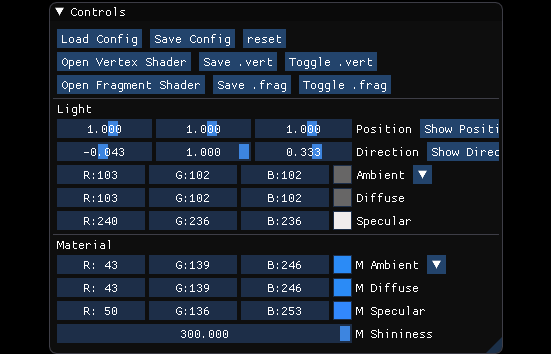 Controls
Load Config Save Config reset
Open Vertex Shader Save .vert Toggle .vert
Open Fragment Shader Save .frag Toggle .frag
Light
1.000 1.000 1.000 Position Show Positi
-0.043 1.000 0.333 Direction Show Direc
R:103 G:102 B:102 Ambient
R:103 G:102 B:102 Diffuse
R:240 G:236 B:236 Specular
Material
R: 43 G:139 B:246 M Ambient
R: 43 G:139 B:246 M Diffuse
R: 50 G:136 B:253 M Specular
300.000 M Shininess